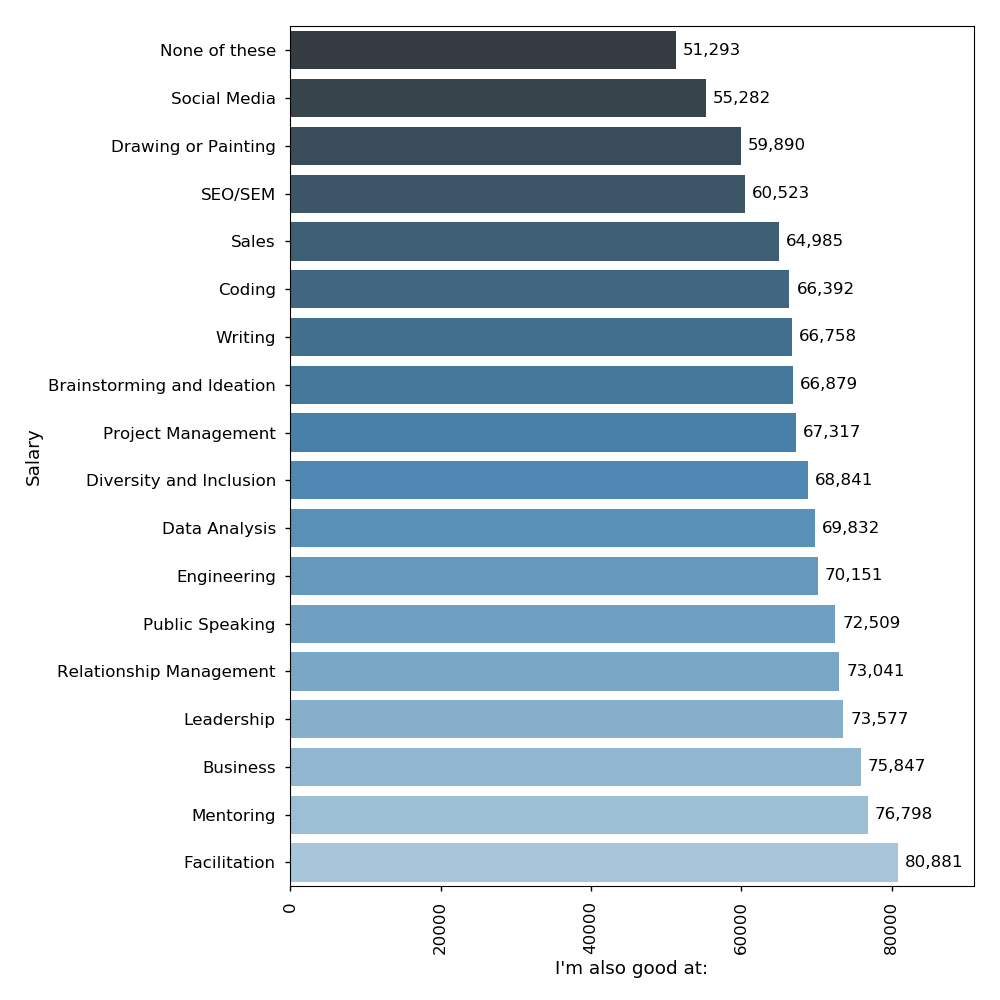 None of these 51,293
Social Media 55,282
Drawing or Painting 59,890
SEO/SEM 60,523
Sales 64,985
Coding 66,392
Writing 66,758
Brainstorming and Ideation 66,879
Project Management 67,317
Diversity and Inclusion 68,841
Data Analysis 69,832
Engineering 70,151
Public Speaking 72,509
Relationship Management 73,041
Leadership 73,577
Business 75,847
Mentoring 76,798
Facilitation 80,881
Salary
0 20000 40000 60000 80000
I'm also good at: